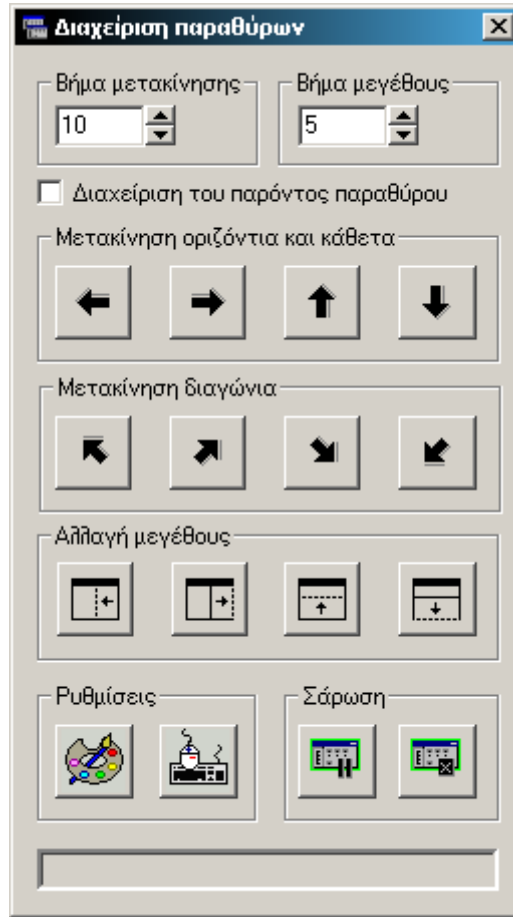 Διαχείριση παραθύρων
Βήμα μετακίνησης
Βήμα μεγέθους
10
5
Διαχείριση του παρόντος παραθύρου
Μετακίνηση οριζόντια και κάθετα
Μετακίνηση διαγώνια
Αλλαγή μεγέθους
Ρυθμίσεις
Σάρωση